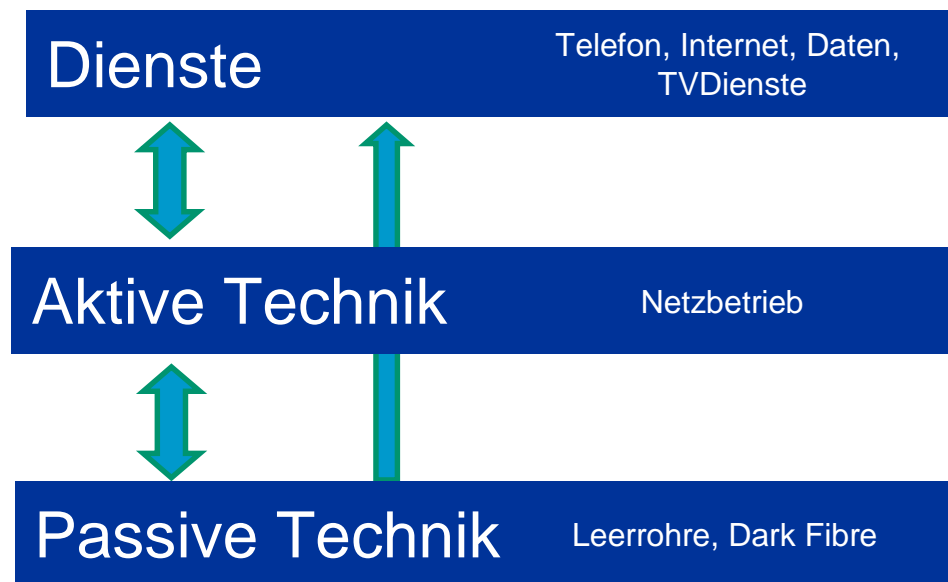 Dienste
Telefon, Internet, Daten,
TVDienste
Aktive Technik
Netzbetrieb
Passive Technik
Leerrohre, Dark Fibre